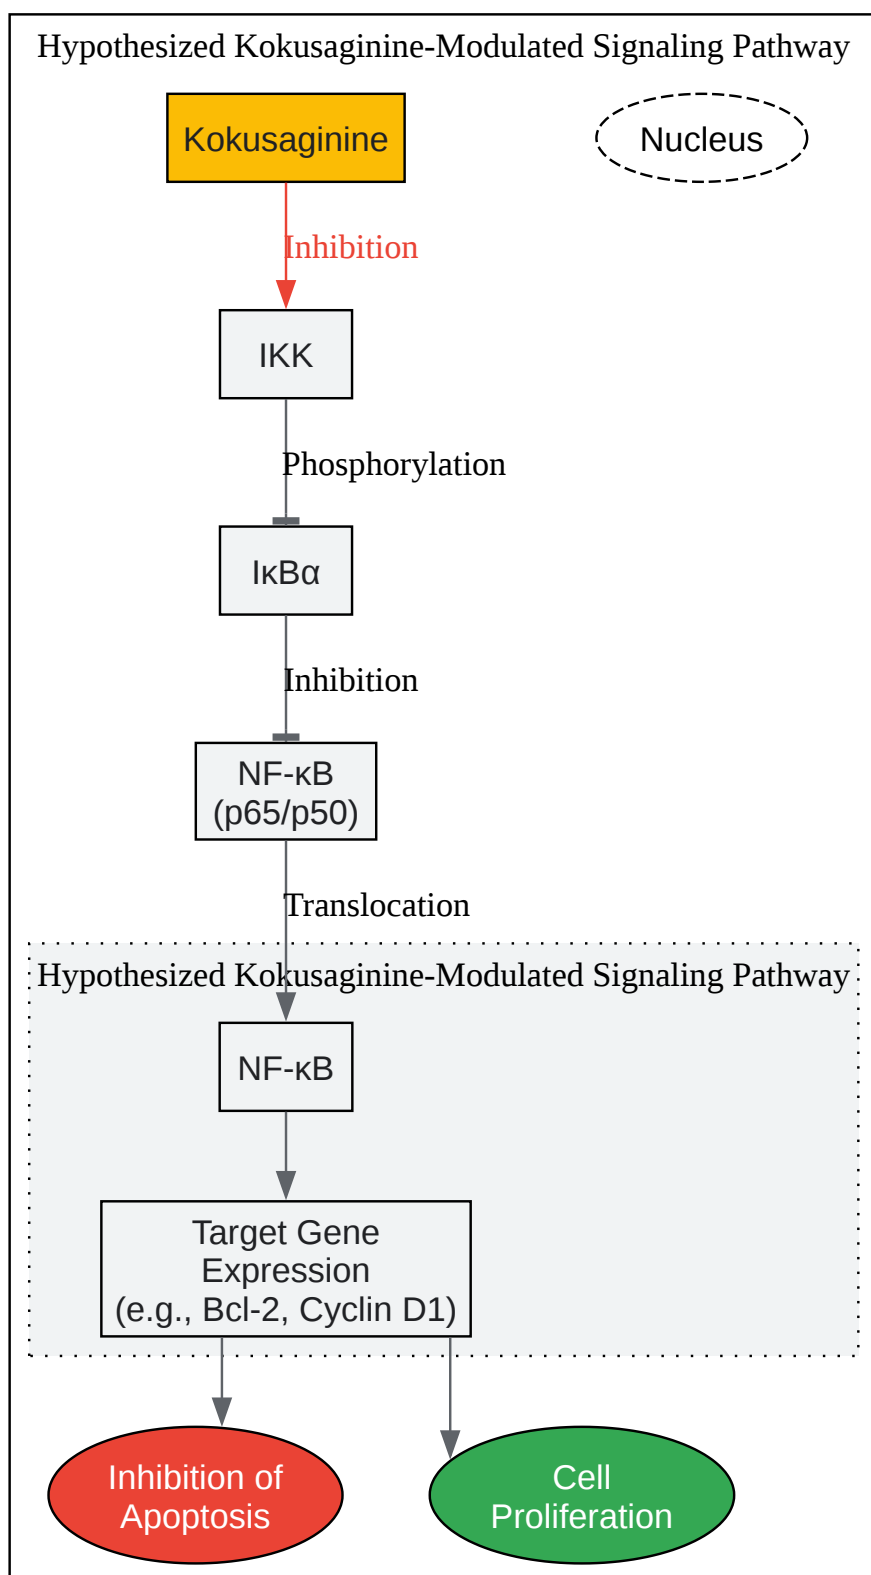 Hypothesized Kokusaginine-Modulated Signaling Pathway
Kokusaginine
Nucleus
Inhibition
IKK
Phosphorylation
IκBα
Inhibition
NF-κB
(p65/p50)
Translocation
Hypothesized Kokusaginine-Modulated Signaling Pathway
NF-κB
Target Gene
Expression
(e.g., Bcl-2, Cyclin D1)
Inhibition of
Apoptosis
Cell
Proliferation